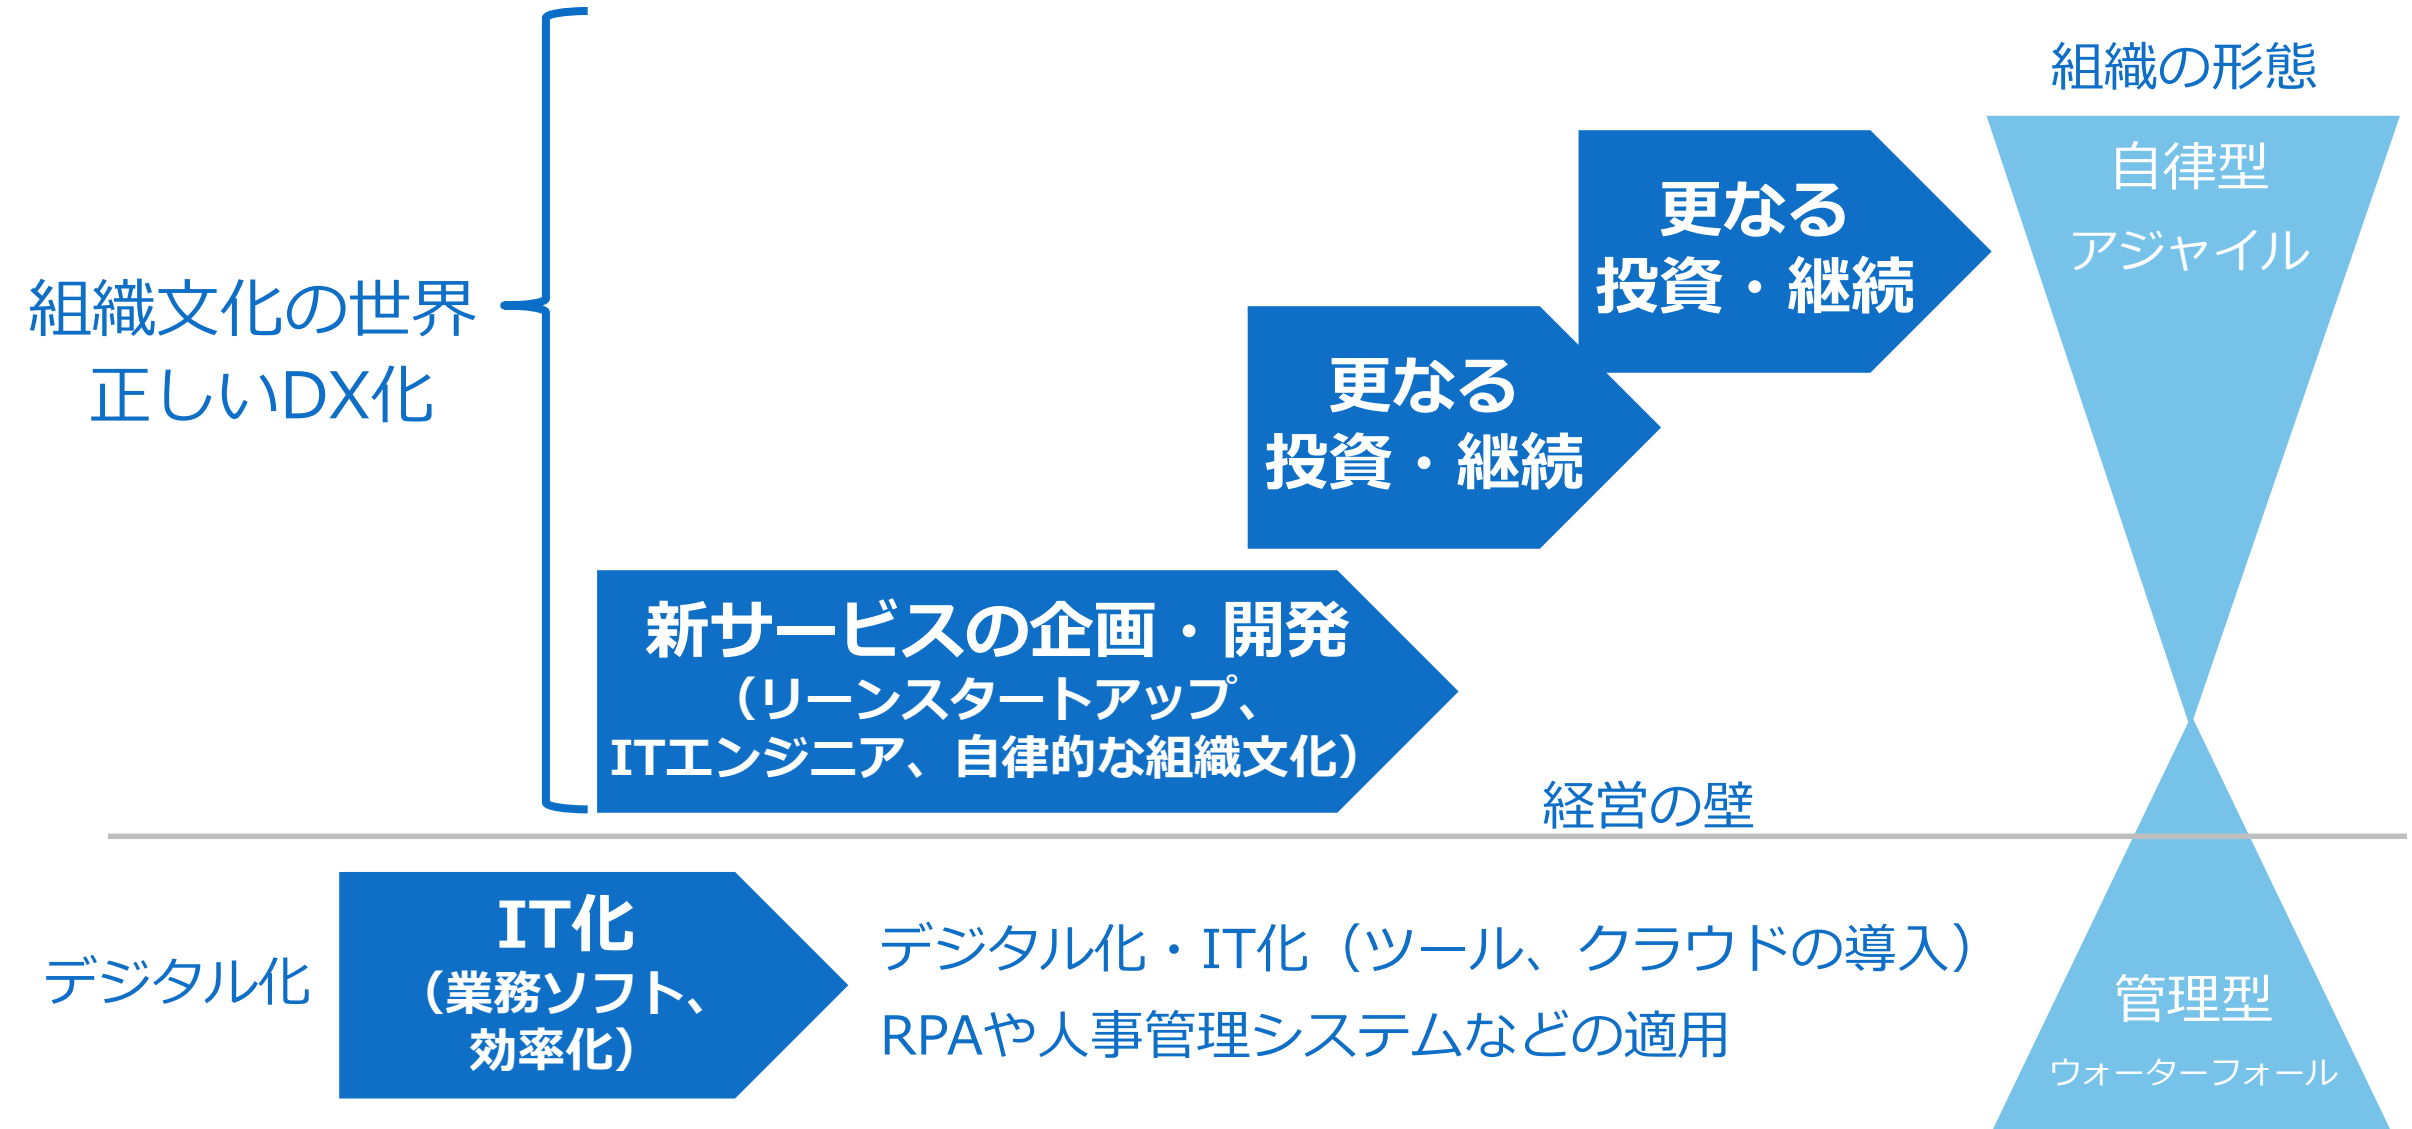 組織の形態
自律型
アジャイル
更なる
投資・継続
更なる
投資・継続
組織文化の世界
正しいDX化
新サービスの企画・開発
（リーンスタートアップ、
ITエンジニア、自律的な組織文化）
経営の壁
デジタル化
IT化
（業務ソフト、
効率化）
デジタル化・IT化（ツール、クラウドの導入）
RPAや人事管理システムなどの適用
管理型
ウォーターフォール